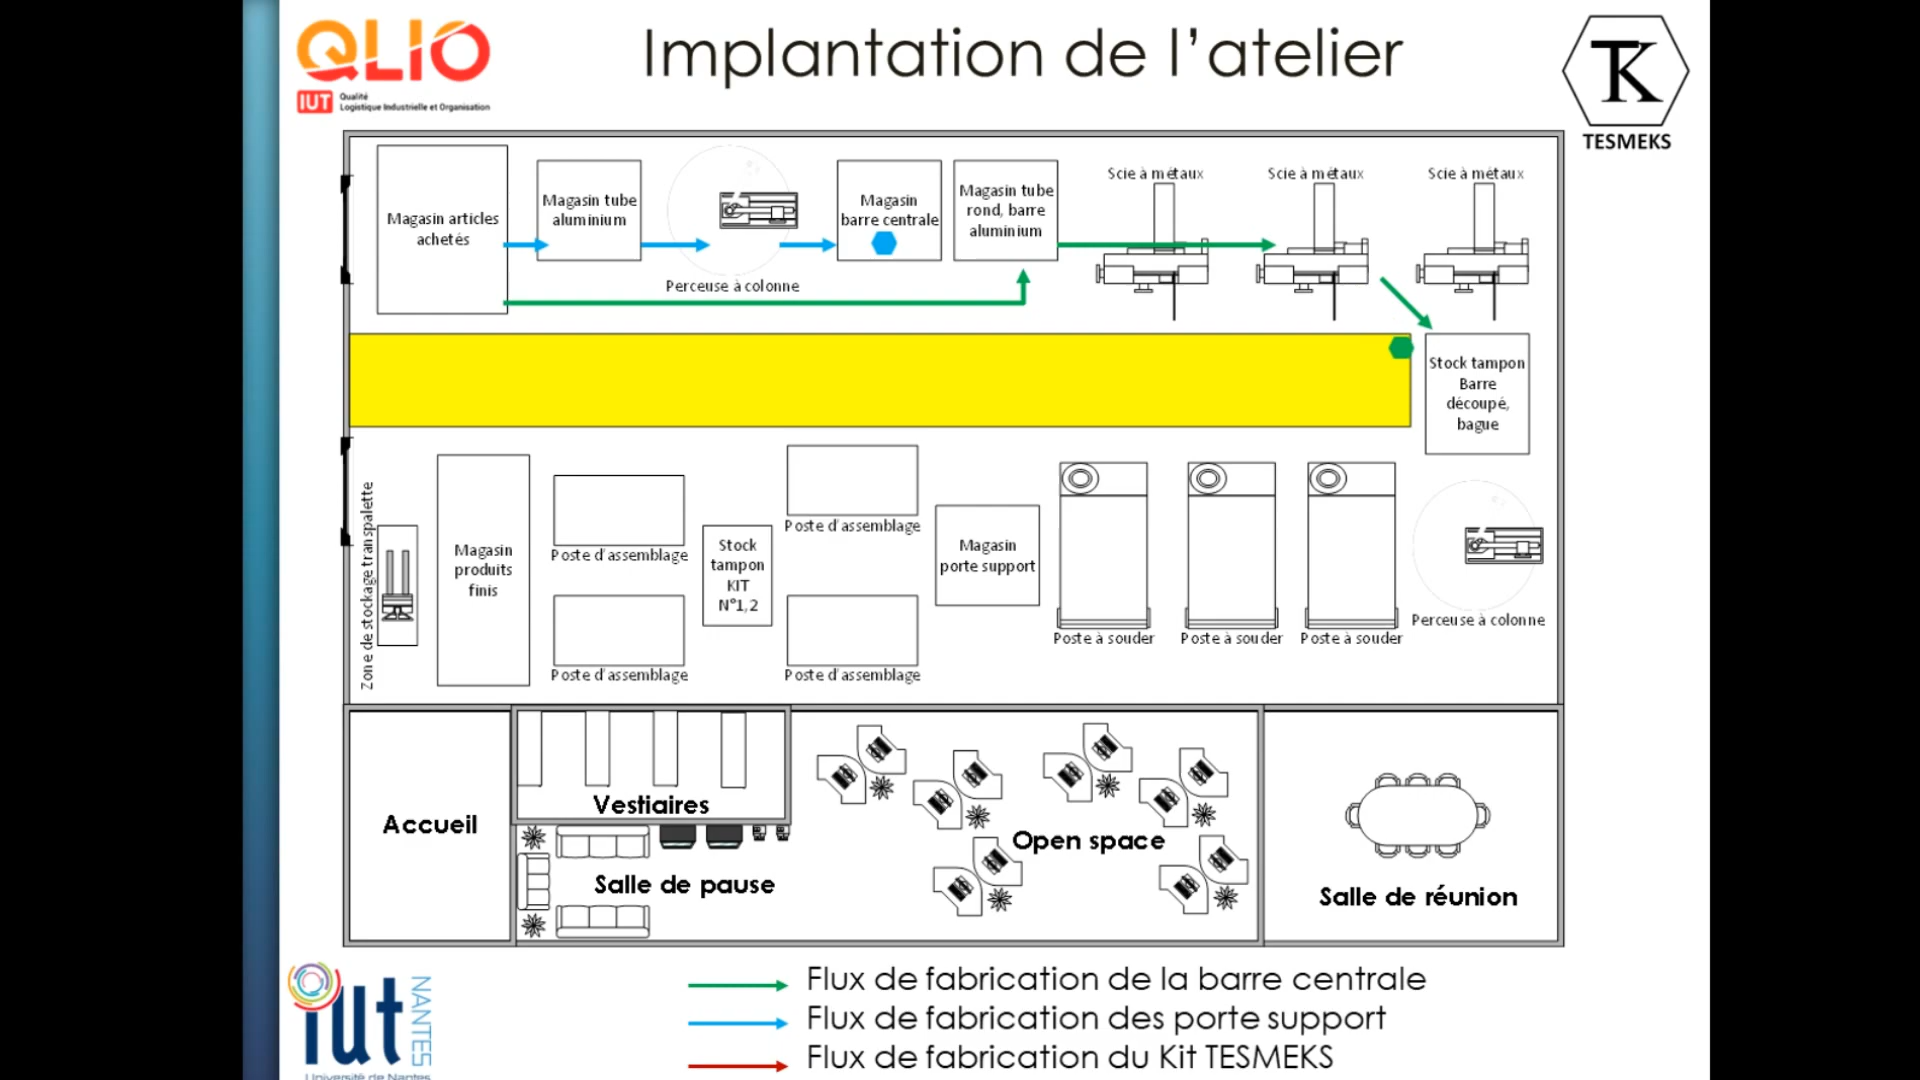 QLIO
IUT Qualité
Logistique Industrielle et Organisation
Implantation de l'atelier
TK
TESMEKS
Magasin articles
achetés
Magasin tube
aluminium
Perceuse à colonne
Magasin
barre centrale
Magasin tube
rond, barre
aluminium
Scie à métaux
Scie à métaux
Scie à métaux
Stock tampon
Barre
découpé,
bague
Zone de stockage transpalette
Magasin
produits
finis
Poste d'assemblage
Poste d'assemblage
Stock
tampon
KIT
N°1,2
Poste d'assemblage
Poste d'assemblage
Magasin
porte support
Poste à souder
Poste à souder
Poste à souder
Perceuse à colonne
Accueil
Vestiaires
Salle de pause
Open space
Salle de réunion
iut NANTES
Université de Nantes
Flux de fabrication de la barre centrale
Flux de fabrication des porte support
Flux de fabrication du Kit TESMEKS